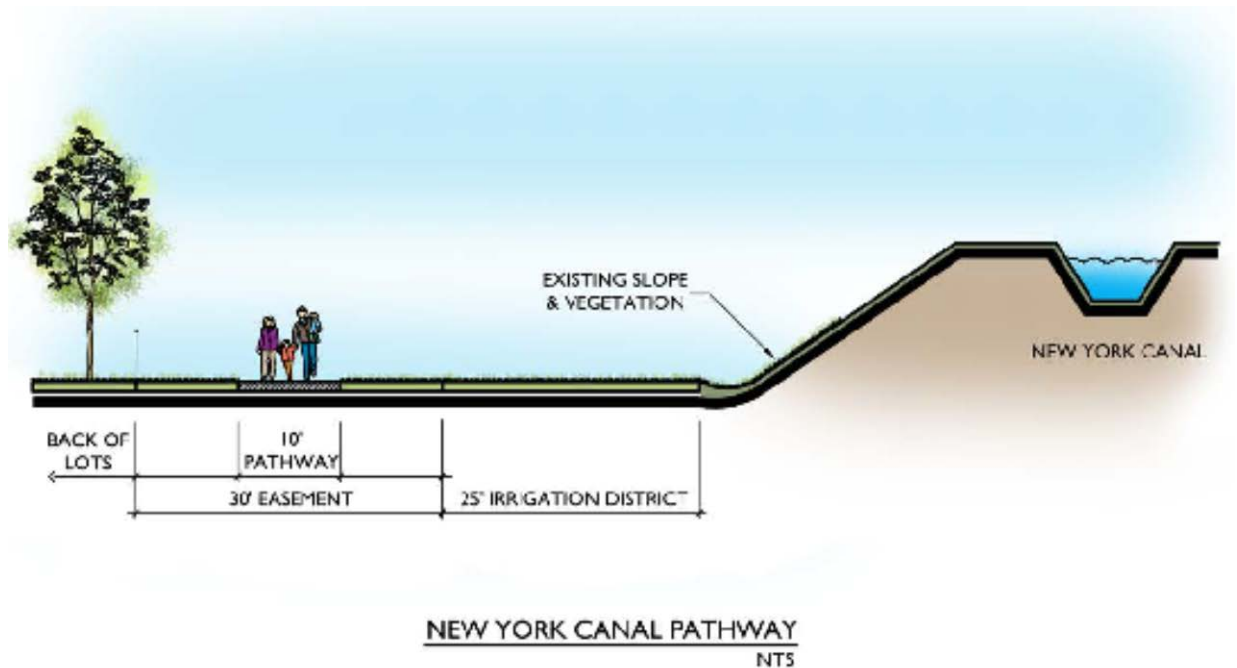 EXISTING SLOPE
& VEGETATION
NEW YORK CANAL
BACK OF
LOTS
10'
PATHWAY
30' EASEMENT
25' IRRIGATION DISTRICT
NEW YORK CANAL PATHWAY
NTS